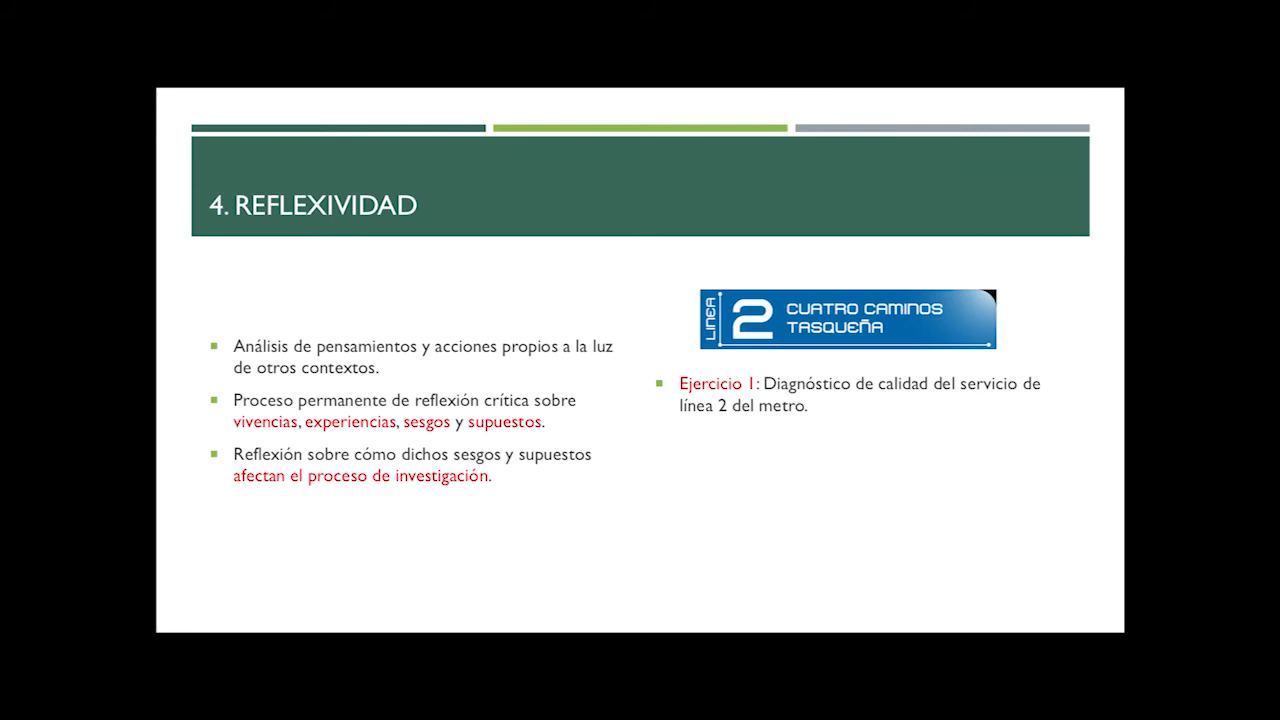 4. REFLEXIVIDAD
Análisis de pensamientos y acciones propios a la luz
de otros contextos.
Proceso permanente de reflexión crítica sobre
vivencias, experiencias, sesgos y supuestos.
Reflexión sobre cómo dichos sesgos y supuestos
afectan el proceso de investigación.
LINEA
2
CUATRO CAMINOS
TASQUEÑA
Ejercicio 1: Diagnóstico de calidad del servicio de
línea 2 del metro.